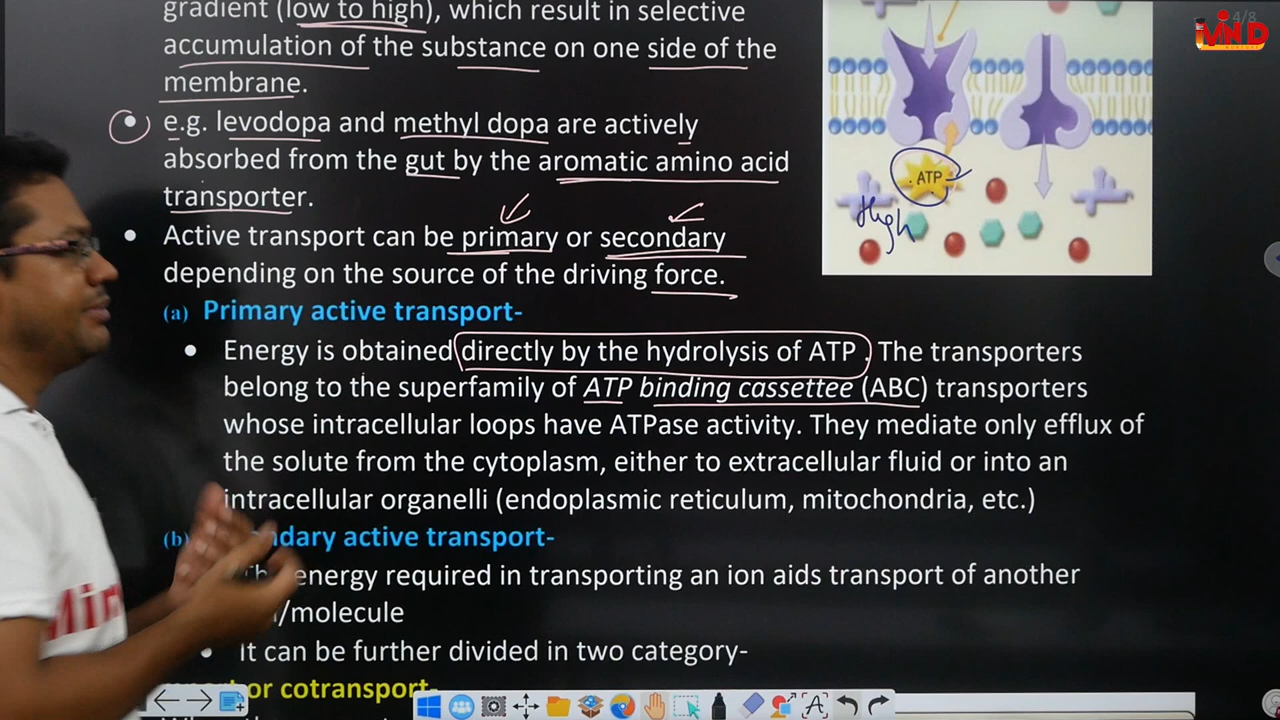 gradient (low to high), which result in selective
accumulation of the substance on one side of the
membrane.
e.g. levodopa and methyl dopa are actively
absorbed from the gut by the aromatic amino acid
transporter.
Active transport can be primary or secondary
depending on the source of the driving force.
(a) Primary active transport-
Energy is obtained directly by the hydrolysis of ATP. The transporters
belong to the superfamily of ATP binding cassettee (ABC) transporters
whose intracellular loops have ATPase activity. They mediate only efflux of
the solute from the cytoplasm, either to extracellular fluid or into an
intracellular organelli (endoplasmic reticulum, mitochondria, etc.)
(b) ndary active transport-
energy required in transporting an ion aids transport of another
/molecule
It can be further divided in two category-
or cotransport-
ATP
High
4/8
MIND
Min